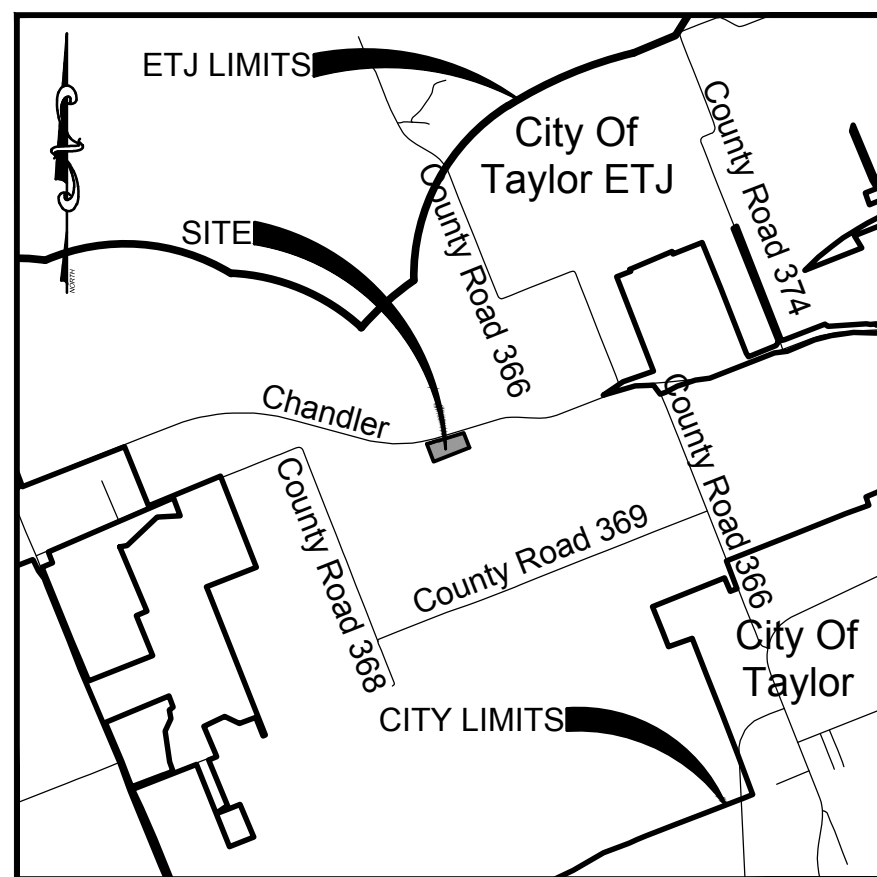 ETJ LIMITS
City Of
Taylor ETJ
County Road 374
NORTH
SITE
County Road 366
Chandler
County Road 366
County Road 368
County Road 369
City Of
Taylor
CITY LIMITS